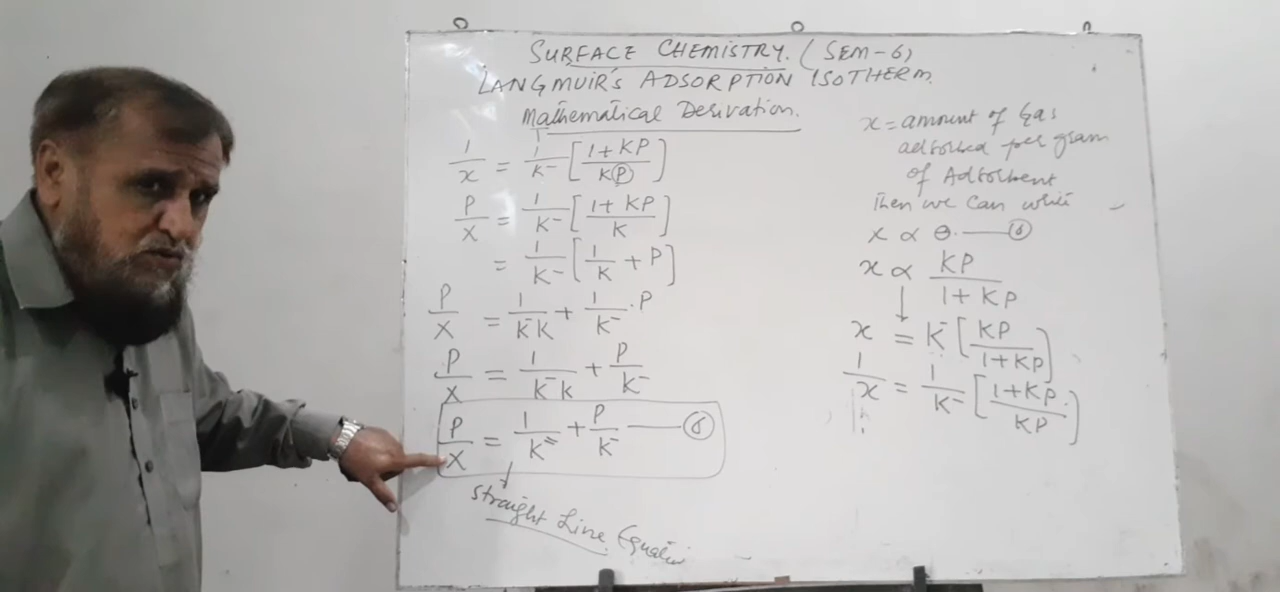 SURFACE CHEMISTRY. (SEM-6)
LANGMUIR'S ADSORPTION ISOTHERM.
Mathematical Derivation.
1/x = 1/K⁻ [1+KP / K(P)]
P/X = 1/K⁻ [1+KP / K]
= 1/K⁻ [1/K + P]
P/X = 1/K⁻K + 1/K⁻ . P
P/X = 1/K⁻K + P/K⁻
P/X = 1/K⁼ + P/K⁻ —— ⑥
Straight Line Equation
x = amount of Gas
adsorbed per gram
of Adsorbent
Then we can write
x ∝ θ. —— ⑥
x ∝ KP / 1+KP
x = K⁻ [KP / 1+KP]
1/x = 1/K⁻ [1+KP. / KP]